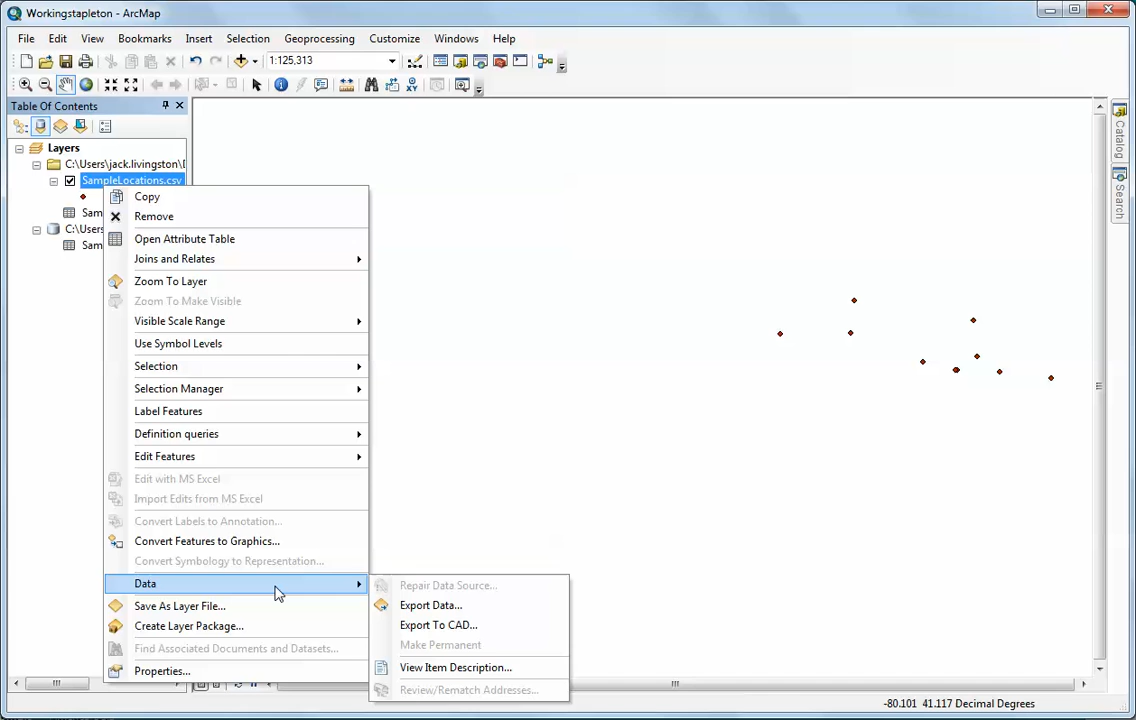 Workingstapleton - ArcMap
File Edit View Bookmarks Insert Selection Geoprocessing Customize Windows Help
1:125,313
Table Of Contents
Layers
C:\Users\jack.livingston\[
SampleLocations.csv
Sam
C:\Users
Sam
Copy
Remove
Open Attribute Table
Joins and Relates
Zoom To Layer
Zoom To Make Visible
Visible Scale Range
Use Symbol Levels
Selection
Selection Manager
Label Features
Definition queries
Edit Features
Edit with MS Excel
Import Edits from MS Excel
Convert Labels to Annotation...
Convert Features to Graphics...
Convert Symbology to Representation...
Data
Save As Layer File...
Create Layer Package...
Find Associated Documents and Datasets...
Properties...
Repair Data Source...
Export Data...
Export To CAD...
Make Permanent
View Item Description...
Review/Rematch Addresses...
Catalog
Search
-80.101 41.117 Decimal Degrees